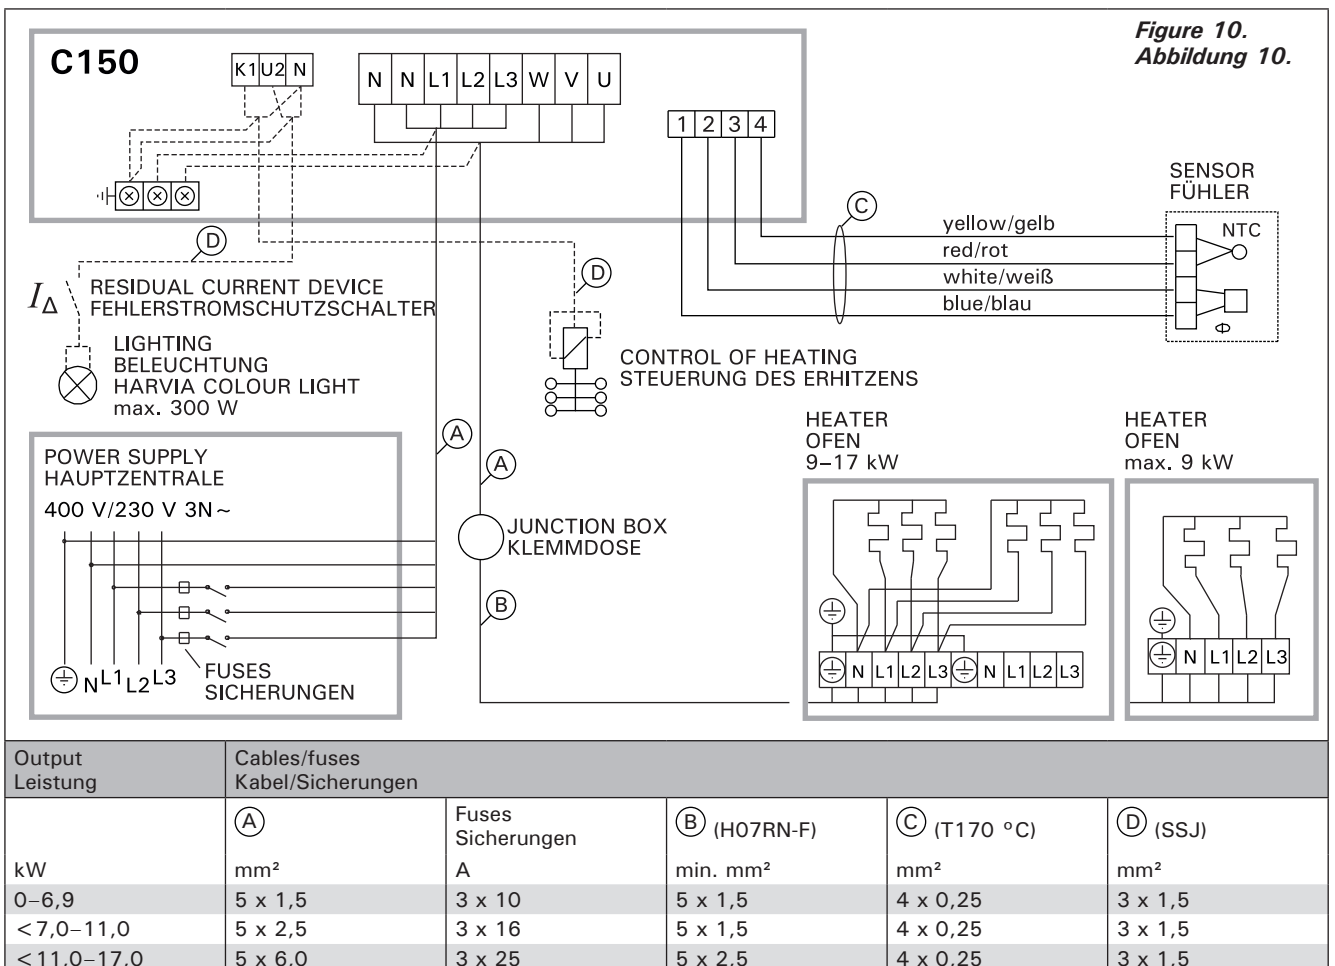 Figure 10.
Abbildung 10.
C150
K1 U2 N
N N L1 L2 L3 W V U
1 2 3 4
SENSOR
FÜHLER
NTC
C
yellow/gelb
red/rot
white/weiß
blue/blau
D
I∆
RESIDUAL CURRENT DEVICE
FEHLERSTROMSCHUTZSCHALTER
D
LIGHTING
BELEUCHTUNG
HARVIA COLOUR LIGHT
max. 300 W
CONTROL OF HEATING
STEUERUNG DES ERHITZENS
A
A
POWER SUPPLY
HAUPTZENTRALE
400 V/230 V 3N~
N L1 L2 L3
FUSES
SICHERUNGEN
JUNCTION BOX
KLEMMDOSE
B
HEATER
OFEN
9–17 kW
N L1 L2 L3 N L1 L2 L3
HEATER
OFEN
max. 9 kW
N L1 L2 L3
Output Cables/fuses
Leistung Kabel/Sicherungen
A Fuses B (H07RN-F) C (T170 °C) D (SSJ)
Sicherungen
kW mm² A min. mm² mm² mm²
0–6,9 5 x 1,5 3 x 10 5 x 1,5 4 x 0,25 3 x 1,5
<7,0–11,0 5 x 2,5 3 x 16 5 x 1,5 4 x 0,25 3 x 1,5
<11,0–17,0 5 x 6,0 3 x 25 5 x 2,5 4 x 0,25 3 x 1,5